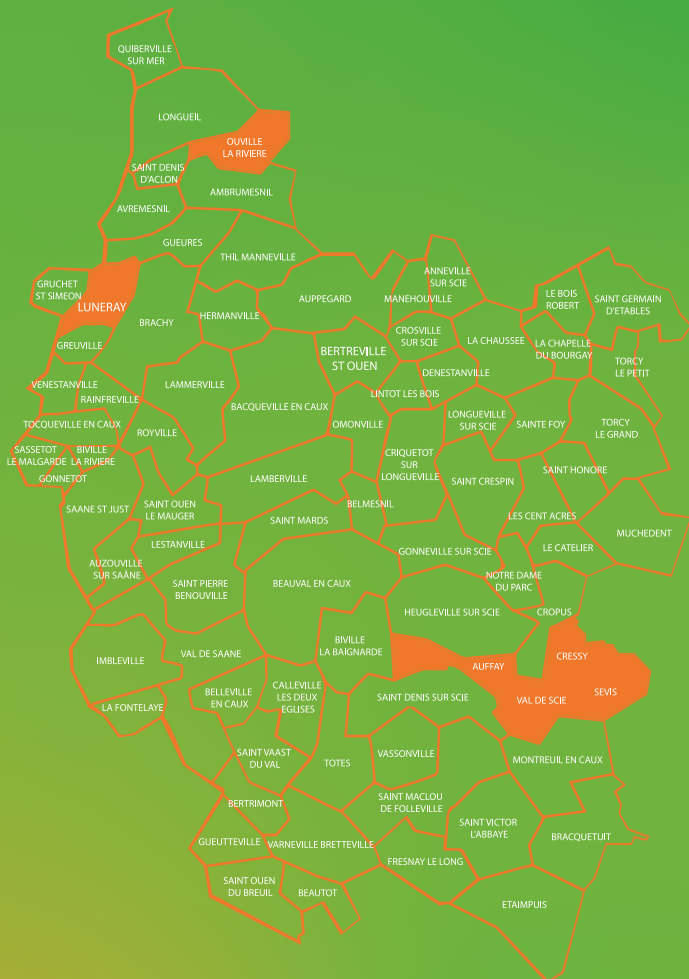 QUIBERVILLE
SUR MER
LONGUEIL
OUVILLE
LA RIVIERE
SAINT DENIS
D'ACLON
AMBRUMESNIL
AVREMESNIL
GUEURES
THIL MANNEVILLE
ANNEVILLE
SUR SCIE
GRUCHET
ST SIMEON
LUNERAY
AUPPEGARD
MANEHOUVILLE
LE BOIS
ROBERT
SAINT GERMAIN
D'ETABLES
HERMANVILLE
BRACHY
CROSVILLE
SUR SCIE
LA CHAUSSEE
LA CHAPELLE
DU BOURGAY
GREUVILLE
BERTREVILLE
ST OUEN
TORCY
LE PETIT
DENESTANVILLE
VENESTANVILLE
RAINFREVILLE
LAMMERVILLE
BACQUEVILLE EN CAUX
LINTOT LES BOIS
TOCQUEVILLE EN CAUX
ROYVILLE
OMONVILLE
LONGUEVILLE
SUR SCIE
SAINTE FOY
TORCY
LE GRAND
SASSETOT
LE MALGARDE
BIVILLE
LA RIVIERE
GONNETOT
CRIQUETOT
SUR
LONGUEVILLE
LAMBERVILLE
SAINT CRESPIN
SAINT HONORE
SAANE ST JUST
SAINT OUEN
LE MAUGER
BELMESNIL
SAINT MARDS
LES CENT ACRES
MUCHEDENT
LESTANVILLE
GONNEVILLE SUR SCIE
LE CATELIER
AUZOUVILLE
SUR SAÂNE
SAINT PIERRE
BENOUVILLE
BEAUVAL EN CAUX
NOTRE DAME
DU PARC
HEUGLEVILLE SUR SCIE
CROPUS
IMBLEVILLE
VAL DE SAANE
BIVILLE
LA BAIGNARDE
AUFFAY
CRESSY
BELLEVILLE
EN CAUX
CALLEVILLE
LES DEUX
EGLISES
SAINT DENIS SUR SCIE
VAL DE SCIE
SEVIS
LA FONTELAYE
SAINT VAAST
DU VAL
TOTES
VASSONVILLE
MONTREUIL EN CAUX
BERTRIMONT
SAINT MACLOU
DE FOLLEVILLE
SAINT VICTOR
L'ABBAYE
BRACQUETUIT
GUEUTTEVILLE
VARNEVILLE BRETTEVILLE
FRESNAY LE LONG
SAINT OUEN
DU BREUIL
BEAUTOT
ETAIMPUIS